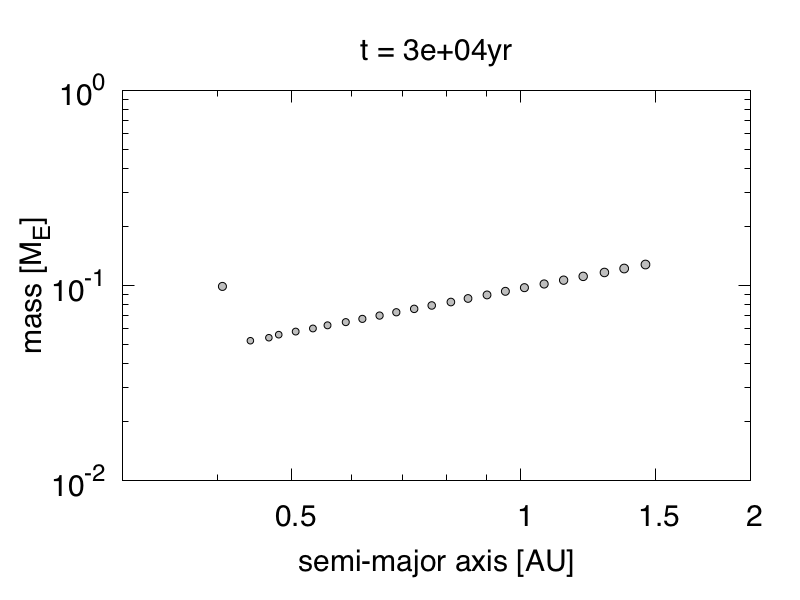 t = 3e+04yr
10^0
10^-1
10^-2
mass [M_E]
0.5 1 1.5 2
semi-major axis [AU]